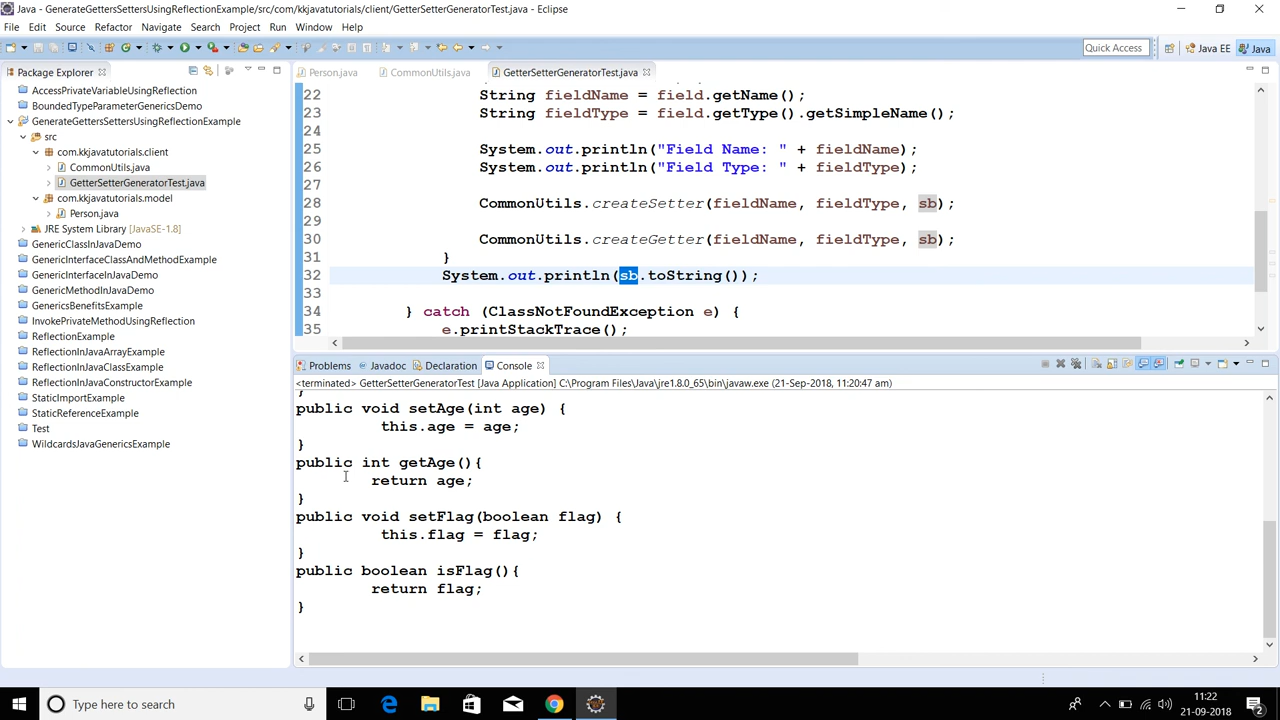 Java - GenerateGettersSettersUsingReflectionExample/src/com/kkjavatutorials/client/GetterSetterGeneratorTest.java - Eclipse
File Edit Source Refactor Navigate Search Project Run Window Help
Quick Access
Java EE
Java
Package Explorer
AccessPrivateVariableUsingReflection
BoundedTypeParameterGenericsDemo
GenerateGettersSettersUsingReflectionExample
src
com.kkjavatutorials.client
CommonUtils.java
GetterSetterGeneratorTest.java
com.kkjavatutorials.model
Person.java
JRE System Library [JavaSE-1.8]
GenericClassInJavaDemo
GenericInterfaceClassAndMethodExample
GenericInterfaceInJavaDemo
GenericMethodInJavaDemo
GenericsBenefitsExample
InvokePrivateMethodUsingReflection
ReflectionExample
ReflectionInJavaArrayExample
ReflectionInJavaClassExample
ReflectionInJavaConstructorExample
StaticImportExample
StaticReferenceExample
Test
WildcardsJavaGenericsExample
Person.java
CommonUtils.java
GetterSetterGeneratorTest.java
22 String fieldName = field.getName();
23 String fieldType = field.getType().getSimpleName();
24
25 System.out.println("Field Name: " + fieldName);
26 System.out.println("Field Type: " + fieldType);
27
28 CommonUtils.createSetter(fieldName, fieldType, sb);
29
30 CommonUtils.createGetter(fieldName, fieldType, sb);
31 }
32 System.out.println(sb.toString());
33
34 } catch (ClassNotFoundException e) {
35 e.printStackTrace();
Problems
Javadoc
Declaration
Console
<terminated> GetterSetterGeneratorTest [Java Application] C:\Program Files\Java\jre1.8.0_65\bin\javaw.exe (21-Sep-2018, 11:20:47 am)
}
public void setAge(int age) {
this.age = age;
}
public int getAge(){
return age;
}
public void setFlag(boolean flag) {
this.flag = flag;
}
public boolean isFlag(){
return flag;
}
Type here to search
11:22
21-09-2018
2